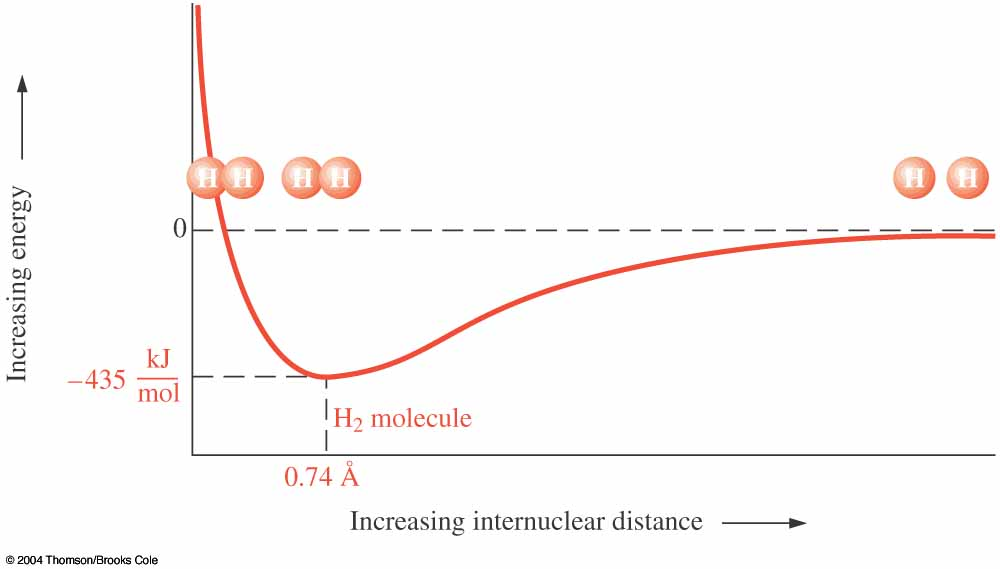 H H
H H
H H
0
Increasing energy
−435 kJ/mol
H₂ molecule
0.74 Å
Increasing internuclear distance
© 2004 Thomson/Brooks Cole